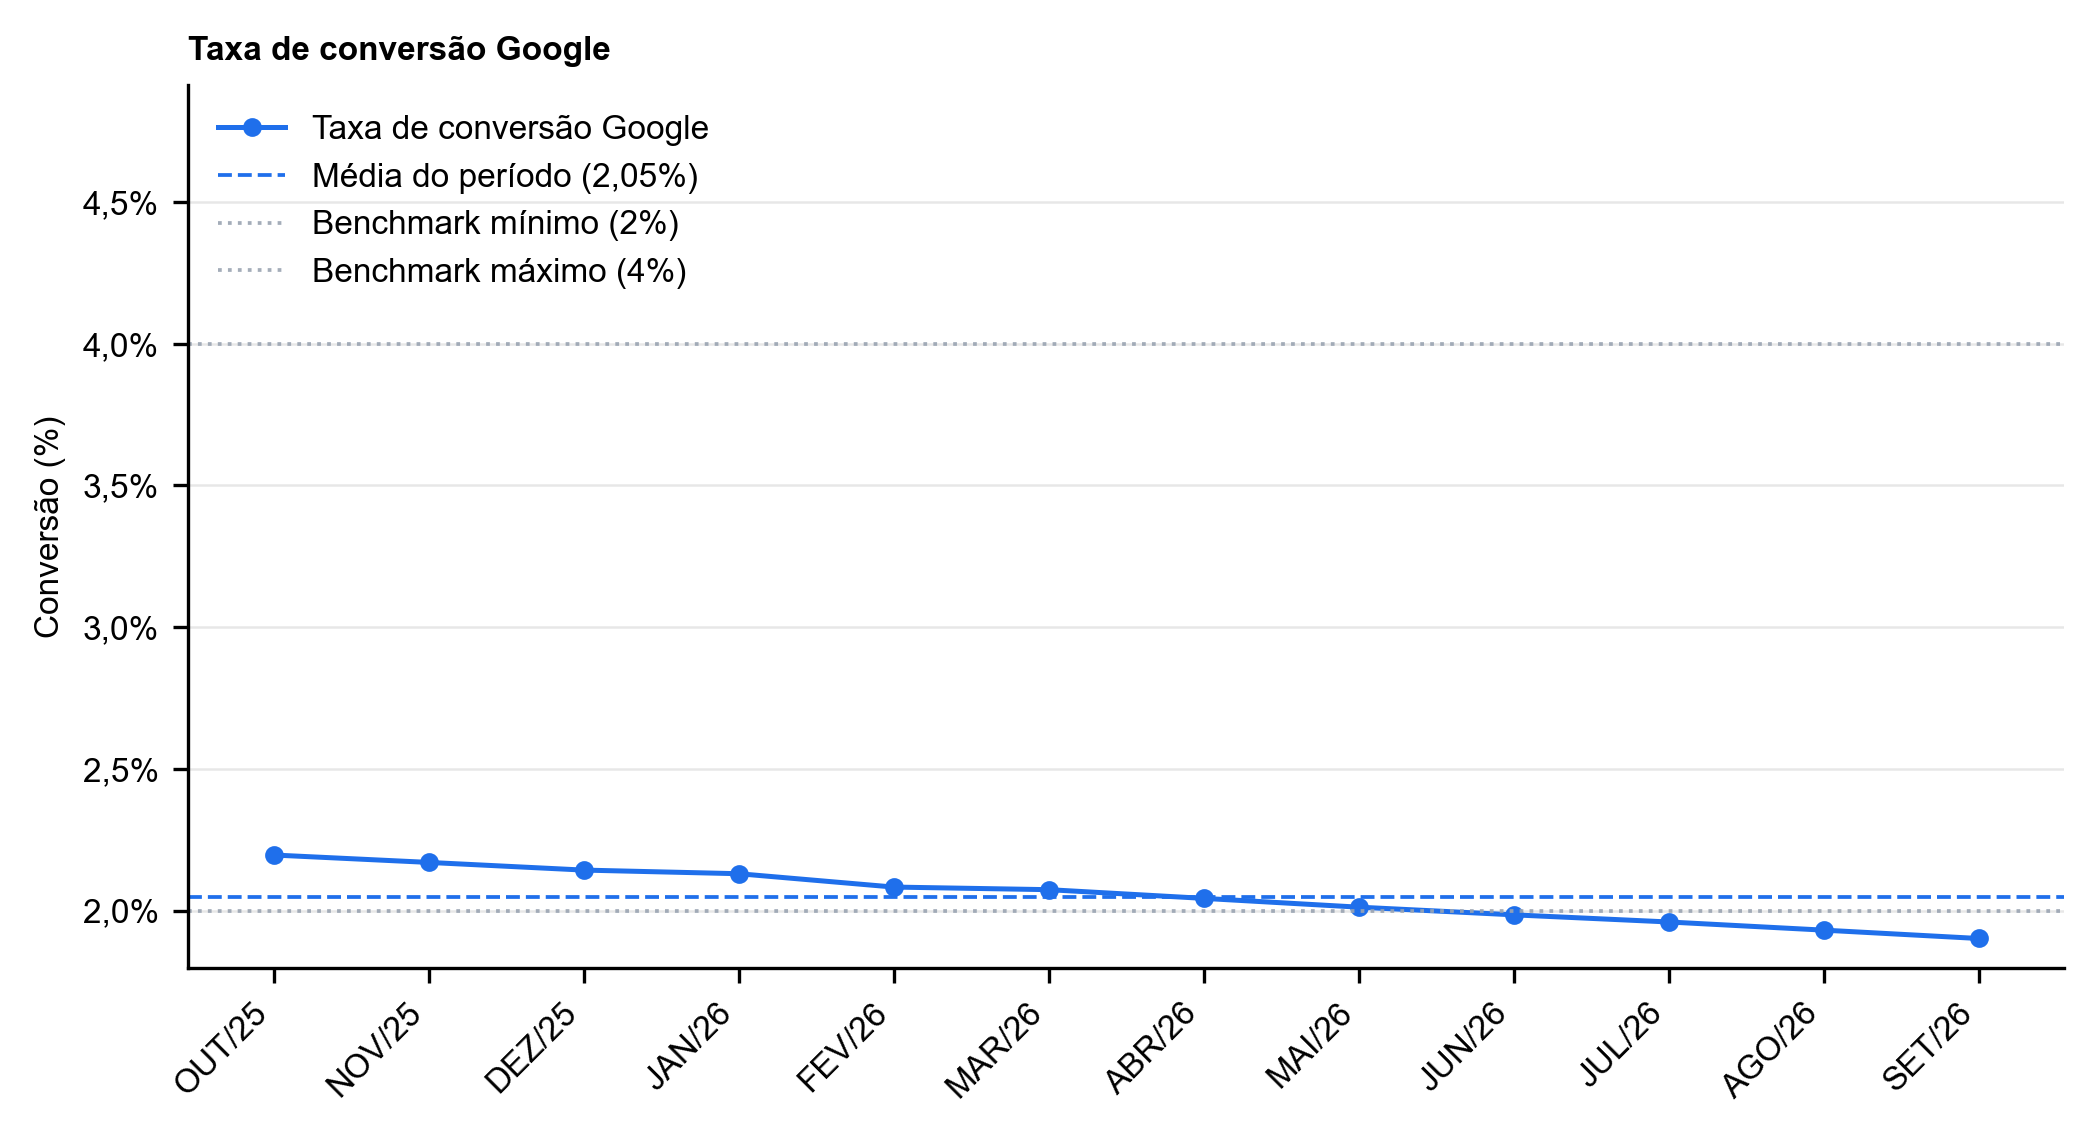 Taxa de conversão Google
Taxa de conversão Google
Média do período (2,05%)
Benchmark mínimo (2%)
Benchmark máximo (4%)
Conversão (%)
4,5%
4,0%
3,5%
3,0%
2,5%
2,0%
OUT/25
NOV/25
DEZ/25
JAN/26
FEV/26
MAR/26
ABR/26
MAI/26
JUN/26
JUL/26
AGO/26
SET/26